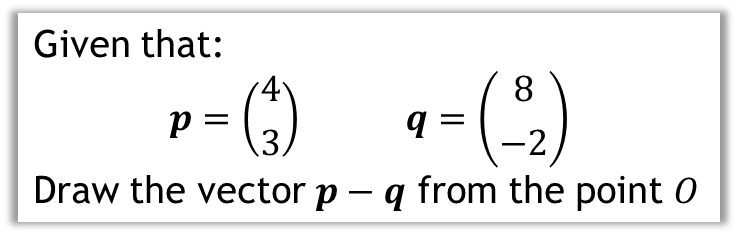 Given that:
p = (4 3) q = (8 −2)
Draw the vector p − q from the point O